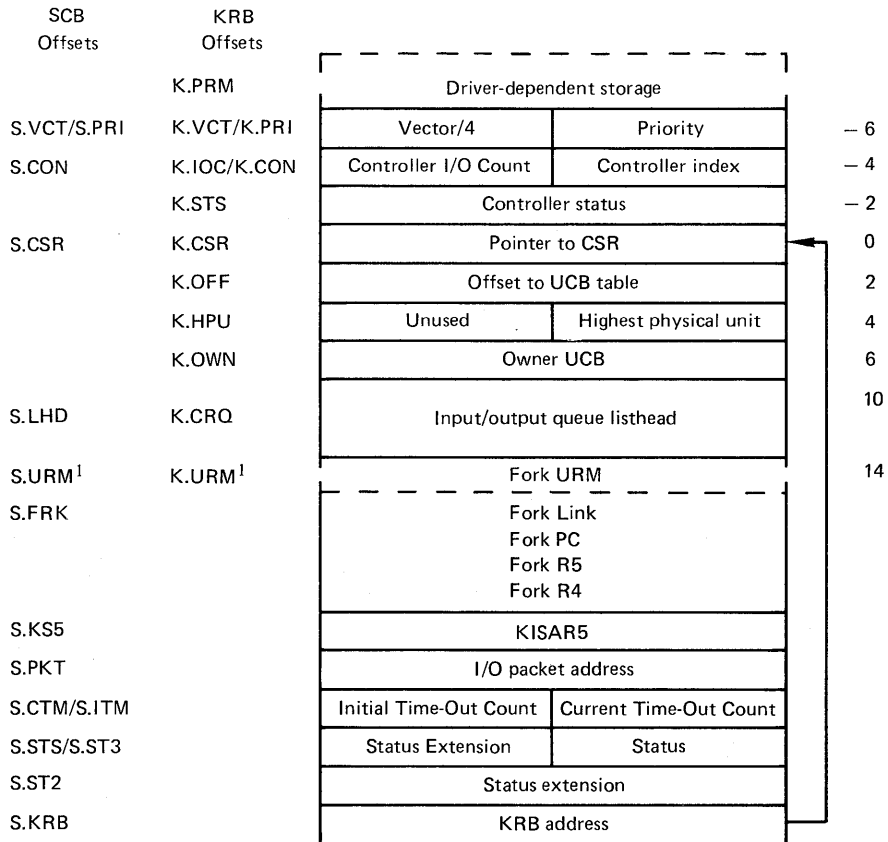 SCB KRB
Offsets Offsets
K.PRM Driver-dependent storage
S.VCT/S.PRI K.VCT/K.PRI Vector/4 Priority – 6
S.CON K.IOC/K.CON Controller I/O Count Controller index – 4
K.STS Controller status – 2
S.CSR K.CSR Pointer to CSR 0
K.OFF Offset to UCB table 2
K.HPU Unused Highest physical unit 4
K.OWN Owner UCB 6
10
S.LHD K.CRQ Input/output queue listhead
S.URM¹ K.URM¹ Fork URM 14
S.FRK Fork Link
Fork PC
Fork R5
Fork R4
S.KS5 KISAR5
S.PKT I/O packet address
S.CTM/S.ITM Initial Time-Out Count Current Time-Out Count
S.STS/S.ST3 Status Extension Status
S.ST2 Status extension
S.KRB KRB address